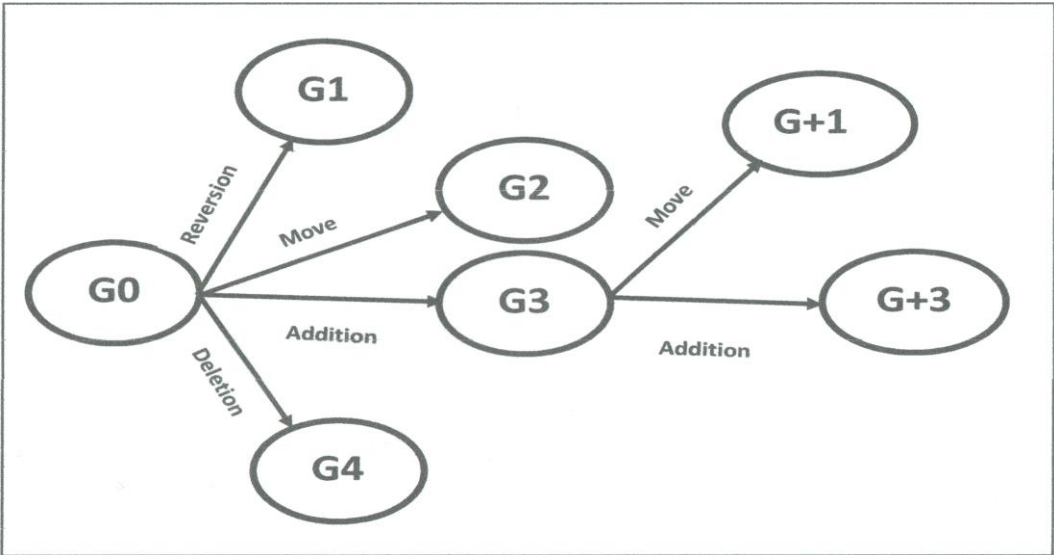 G1
G+1
Reversion
Move
G2
Move
G0
G3
G+3
Addition
Addition
Deletion
G4